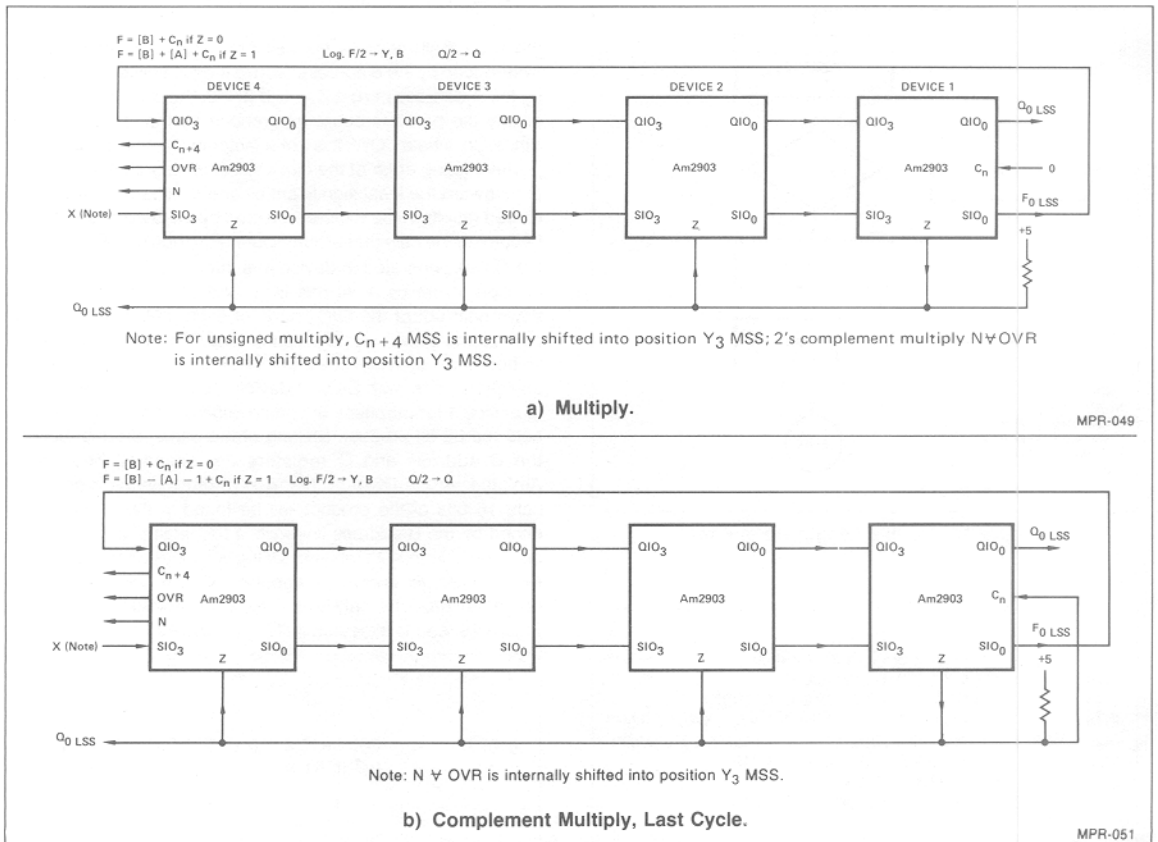 F = [B] + Cn if Z = 0
F = [B] + [A] + Cn if Z = 1 Log. F/2 → Y, B Q/2 → Q
DEVICE 4 DEVICE 3 DEVICE 2 DEVICE 1
QIO3 QIO0 QIO3 QIO0 QIO3 QIO0 QIO3 QIO0 Q0 LSS
Cn+4
OVR Am2903 Am2903 Am2903 Am2903 Cn 0
N
X (Note) SIO3 SIO0 SIO3 SIO0 SIO3 SIO0 SIO3 SIO0 F0 LSS
Z Z Z Z +5
Q0 LSS
Note: For unsigned multiply, Cn + 4 MSS is internally shifted into position Y3 MSS; 2's complement multiply N∀OVR
is internally shifted into position Y3 MSS.
a) Multiply.
MPR-049
F = [B] + Cn if Z = 0
F = [B] − [A] − 1 + Cn if Z = 1 Log. F/2 → Y, B Q/2 → Q
QIO3 QIO0 QIO3 QIO0 QIO3 QIO0 QIO3 QIO0 Q0 LSS
Cn+4
OVR Am2903 Am2903 Am2903 Am2903 Cn
N
X (Note) SIO3 SIO0 SIO3 SIO0 SIO3 SIO0 SIO3 SIO0 F0 LSS
Z Z Z Z +5
Q0 LSS
Note: N ∀ OVR is internally shifted into position Y3 MSS.
b) Complement Multiply, Last Cycle.
MPR-051